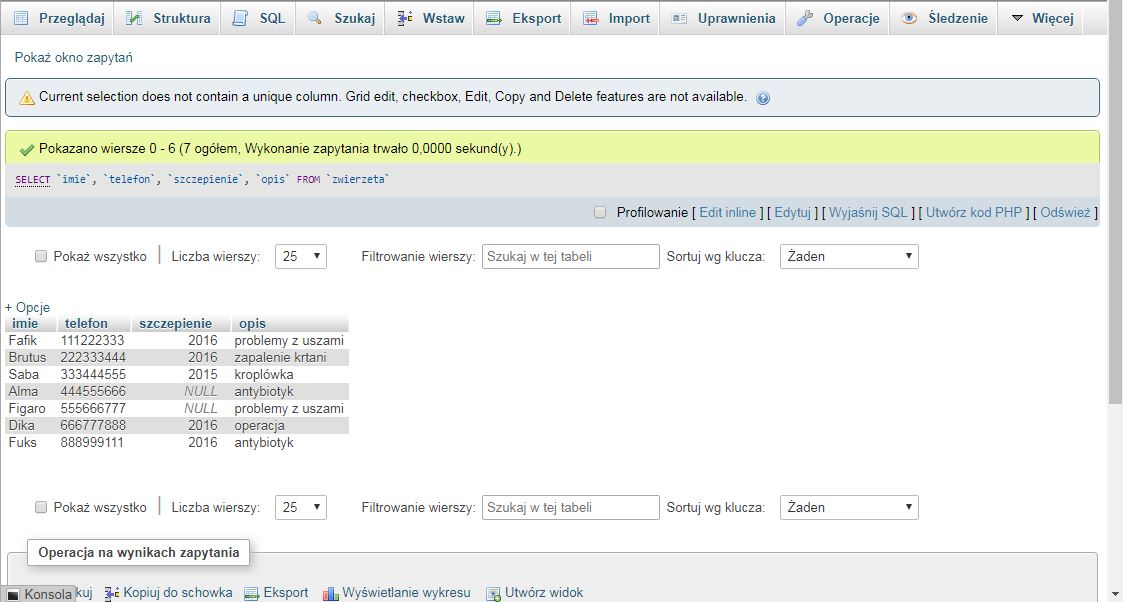 Przeglądaj Struktura SQL Szukaj Wstaw Eksport Import Uprawnienia Operacje Śledzenie Więcej
Pokaż okno zapytań
Current selection does not contain a unique column. Grid edit, checkbox, Edit, Copy and Delete features are not available.
Pokazano wiersze 0 - 6 (7 ogółem, Wykonanie zapytania trwało 0,0000 sekund(y).)
SELECT `imie`, `telefon`, `szczepienie`, `opis` FROM `zwierzeta`
Profilowanie [ Edit inline ] [ Edytuj ] [ Wyjaśnij SQL ] [ Utwórz kod PHP ] [ Odśwież ]
Pokaż wszystko | Liczba wierszy: 25 Filtrowanie wierszy: Szukaj w tej tabeli Sortuj wg klucza: Żaden
+ Opcje
imie telefon szczepienie opis
Fafik 111222333 2016 problemy z uszami
Brutus 222333444 2016 zapalenie krtani
Saba 333444555 2015 kroplówka
Alma 444555666 NULL antybiotyk
Figaro 555666777 NULL problemy z uszami
Dika 666777888 2016 operacja
Fuks 888999111 2016 antybiotyk
Pokaż wszystko | Liczba wierszy: 25 Filtrowanie wierszy: Szukaj w tej tabeli Sortuj wg klucza: Żaden
Operacja na wynikach zapytania
Konsola kuj Kopiuj do schowka Eksport Wyświetlanie wykresu Utwórz widok